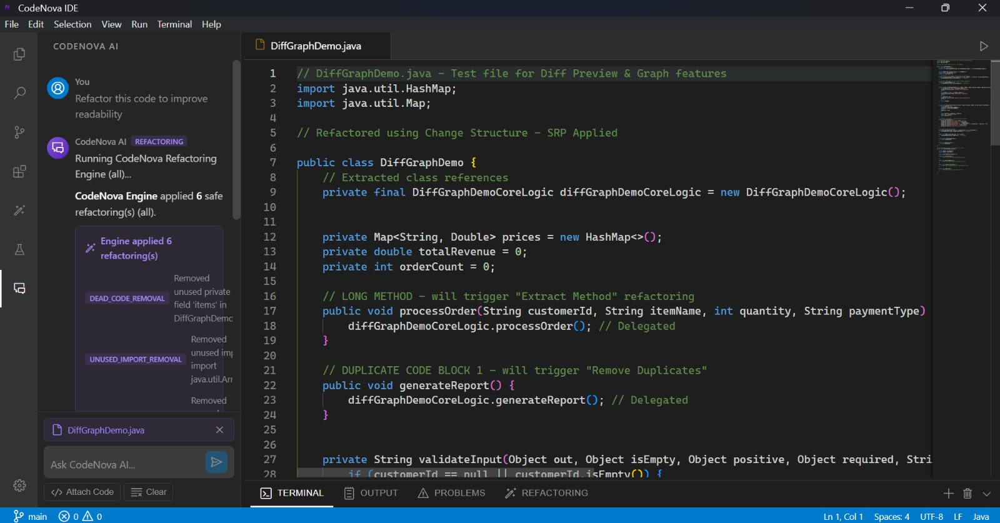 CodeNova IDE
File Edit Selection View Run Terminal Help
CODENOVA AI
You
Refactor this code to improve
readability
CodeNova AI REFACTORING
Running CodeNova Refactoring
Engine (all)...
CodeNova Engine applied 6 safe
refactoring(s) (all).
Engine applied 6
refactoring(s)
DEAD_CODE_REMOVAL
Removed
unused private
field 'items' in
DiffGraphDemo
UNUSED_IMPORT_REMOVAL
Removed
unused
import
java.util.Arr
Removed
DiffGraphDemo.java
Ask CodeNova AI...
</> Attach Code
Clear
DiffGraphDemo.java
1 // DiffGraphDemo.java - Test file for Diff Preview & Graph features
2 import java.util.HashMap;
3 import java.util.Map;
4
5 // Refactored using Change Structure - SRP Applied
6
7 public class DiffGraphDemo {
8 // Extracted class references
9 private final DiffGraphDemoCoreLogic diffGraphDemoCoreLogic = new DiffGraphDemoCoreLogic();
10
11
12 private Map<String, Double> prices = new HashMap<>();
13 private double totalRevenue = 0;
14 private int orderCount = 0;
15
16 // LONG METHOD - will trigger "Extract Method" refactoring
17 public void processOrder(String customerId, String itemName, int quantity, String paymentType)
18 diffGraphDemoCoreLogic.processOrder(); // Delegated
19 }
20
21 // DUPLICATE CODE BLOCK 1 - will trigger "Remove Duplicates"
22 public void generateReport() {
23 diffGraphDemoCoreLogic.generateReport(); // Delegated
24 }
25
26
27 private String validateInput(Object out, Object isEmpty, Object positive, Object required, Stri
28 if (customerId == null || customerId.isEmpty()) {
TERMINAL OUTPUT PROBLEMS REFACTORING
main 0 0 Ln 1, Col 1 Spaces: 4 UTF-8 LF Java